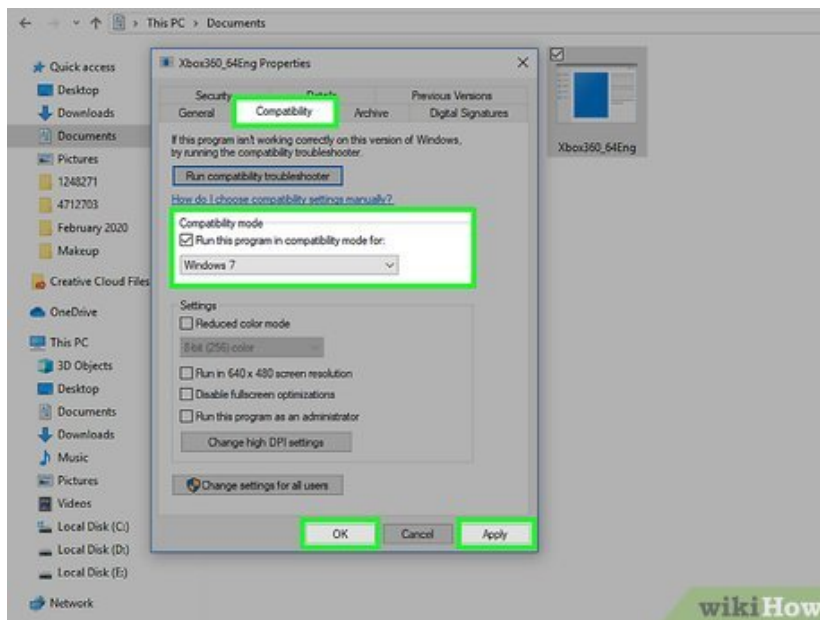 This PC > Documents
Quick access
Desktop
Downloads
Documents
Pictures
1248271
4712703
February 2020
Makeup
Creative Cloud Files
OneDrive
This PC
3D Objects
Desktop
Documents
Downloads
Music
Pictures
Videos
Local Disk (C:)
Local Disk (D:)
Local Disk (E:)
Network
Xbox360_64Eng Properties
Security Details Previous Versions
General Compatibility Archive Digital Signatures
If this program isn't working correctly on this version of Windows,
try running the compatibility troubleshooter.
Run compatibility troubleshooter
How do I choose compatibility settings manually?
Compatibility mode
Run this program in compatibility mode for:
Windows 7
Settings
Reduced color mode
8-bit (256) color
Run in 640 x 480 screen resolution
Disable fullscreen optimizations
Run this program as an administrator
Change high DPI settings
Change settings for all users
OK Cancel Apply
Xbox360_64Eng
wikiHow